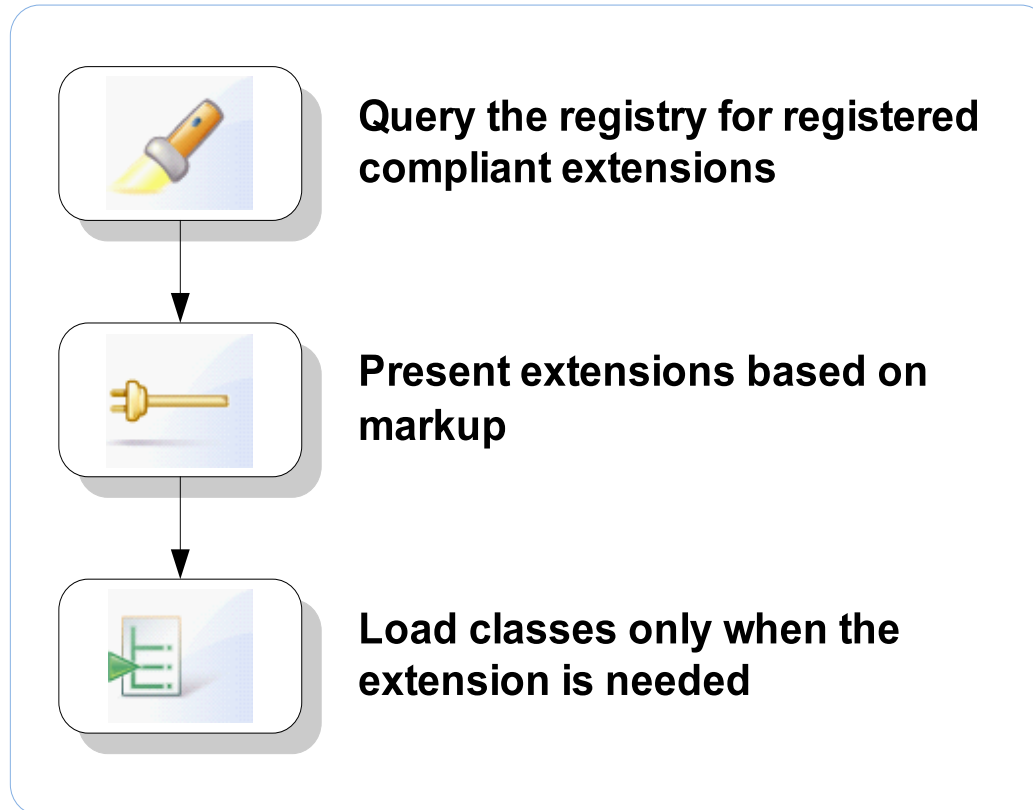 Query the registry for registered
compliant extensions
Present extensions based on
markup
Load classes only when the
extension is needed